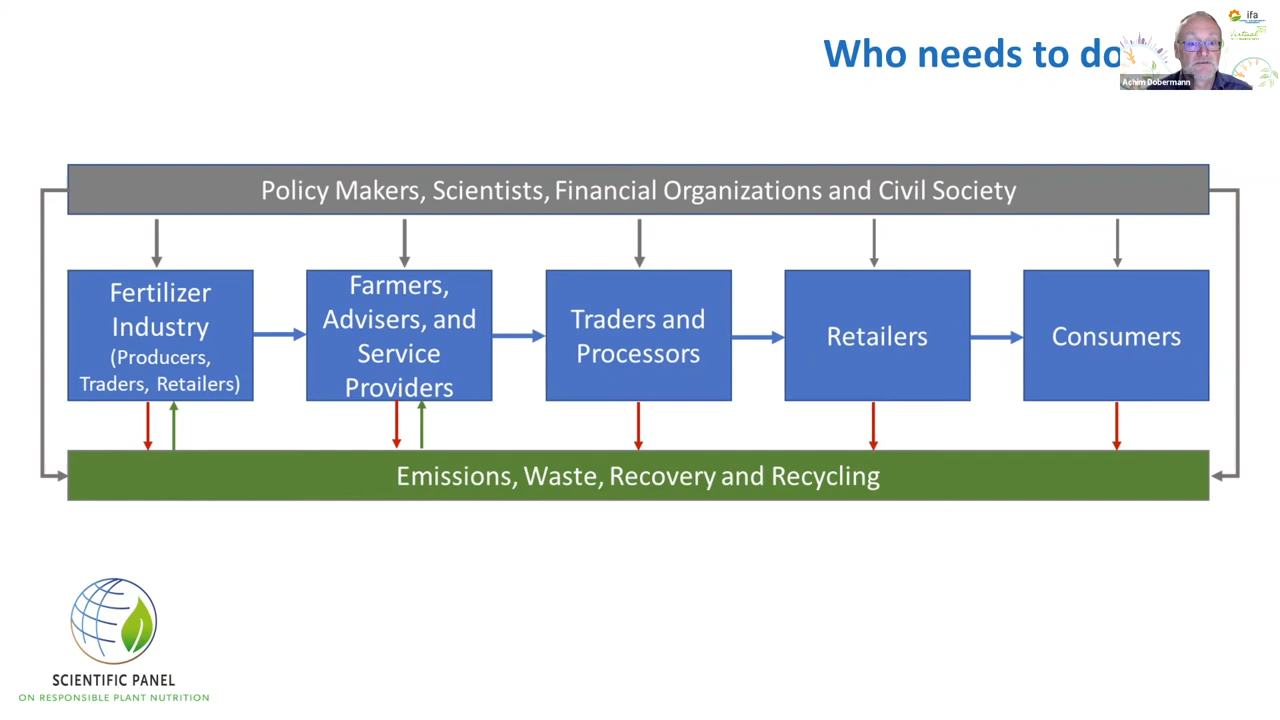 Who needs to do
ifa
Virtual
Achim Dobermann
Policy Makers, Scientists, Financial Organizations and Civil Society
Fertilizer
Industry
(Producers,
Traders, Retailers)
Farmers,
Advisers, and
Service
Providers
Traders and
Processors
Retailers
Consumers
Emissions, Waste, Recovery and Recycling
SCIENTIFIC PANEL
ON RESPONSIBLE PLANT NUTRITION